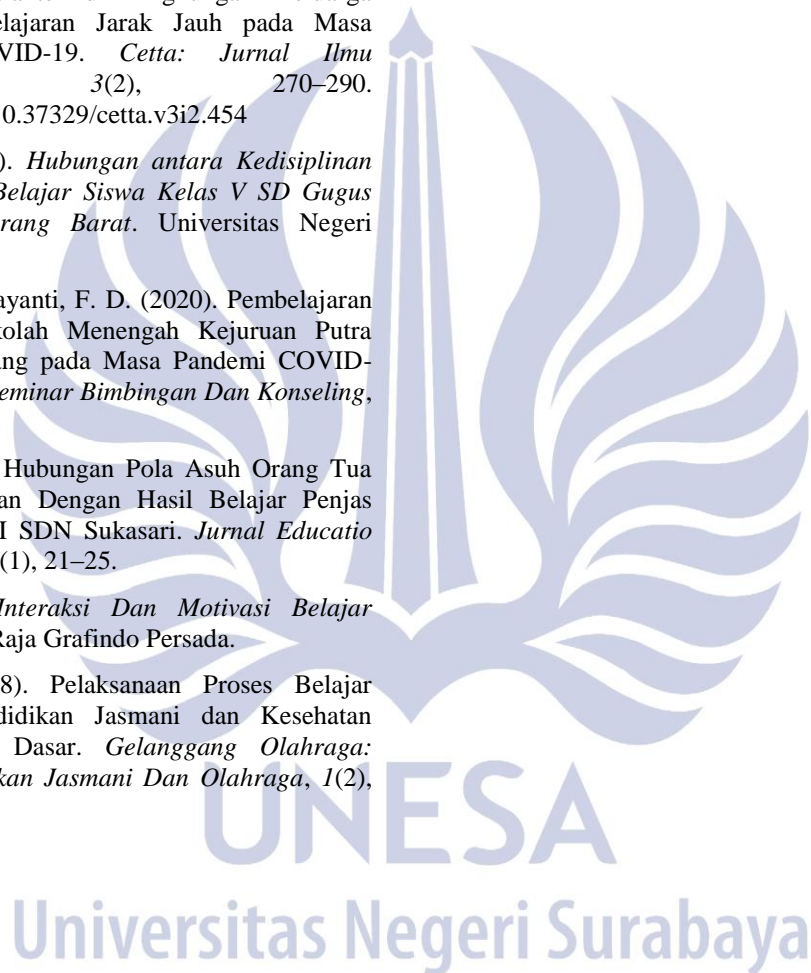 elajaran Jarak Jauh pada Masa
VID-19. Cetta: Jurnal Ilmu
3(2), 270–290.
0.37329/cetta.v3i2.454
). Hubungan antara Kedisiplinan
Belajar Siswa Kelas V SD Gugus
rang Barat. Universitas Negeri
ayanti, F. D. (2020). Pembelajaran
kolah Menengah Kejuruan Putra
ang pada Masa Pandemi COVID-
Seminar Bimbingan Dan Konseling,
Hubungan Pola Asuh Orang Tua
an Dengan Hasil Belajar Penjas
I SDN Sukasari. Jurnal Educatio
(1), 21–25.
Interaksi Dan Motivasi Belajar
Raja Grafindo Persada.
8). Pelaksanaan Proses Belajar
didikan Jasmani dan Kesehatan
Dasar. Gelanggang Olahraga:
kan Jasmani Dan Olahraga, 1(2),
UNESA
Universitas Negeri Surabaya